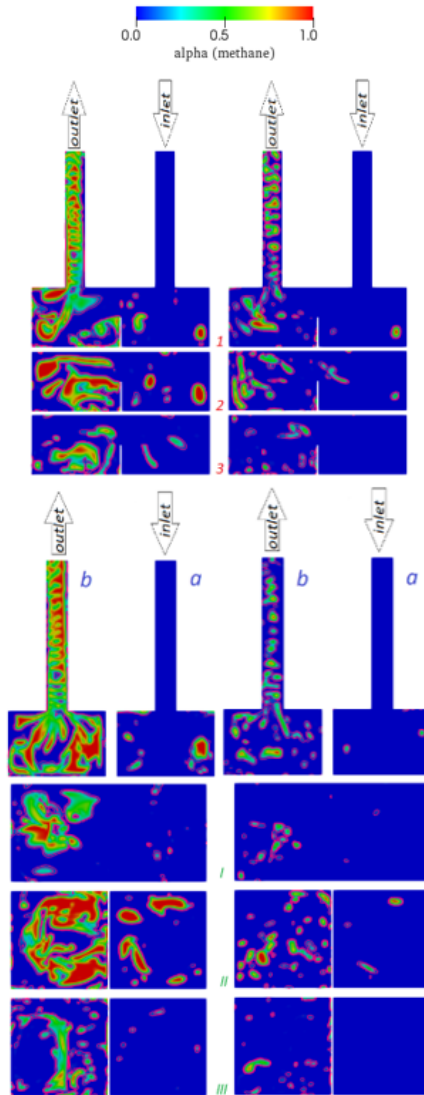 0.0 0.5 1.0
alpha (methane)
outlet inlet outlet inlet
1
2
3
outlet inlet outlet inlet
b a b a
I
II
III